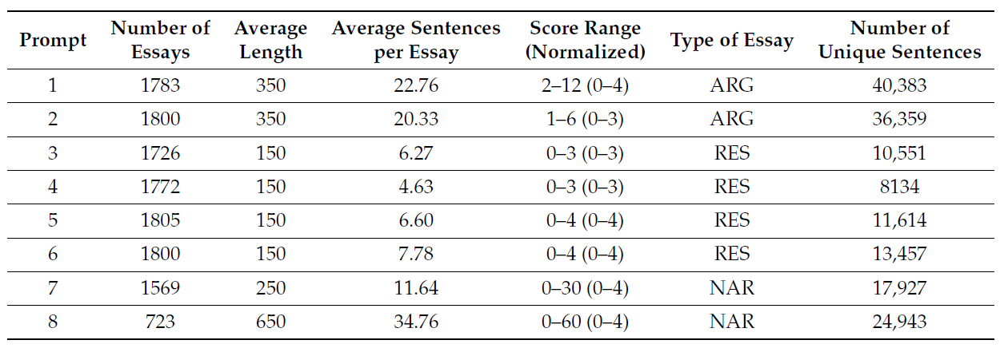 Prompt Number of Essays Average Length Average Sentences per Essay Score Range (Normalized) Type of Essay Number of Unique Sentences
1 1783 350 22.76 2–12 (0–4) ARG 40,383
2 1800 350 20.33 1–6 (0–3) ARG 36,359
3 1726 150 6.27 0–3 (0–3) RES 10,551
4 1772 150 4.63 0–3 (0–3) RES 8134
5 1805 150 6.60 0–4 (0–4) RES 11,614
6 1800 150 7.78 0–4 (0–4) RES 13,457
7 1569 250 11.64 0–30 (0–4) NAR 17,927
8 723 650 34.76 0–60 (0–4) NAR 24,943